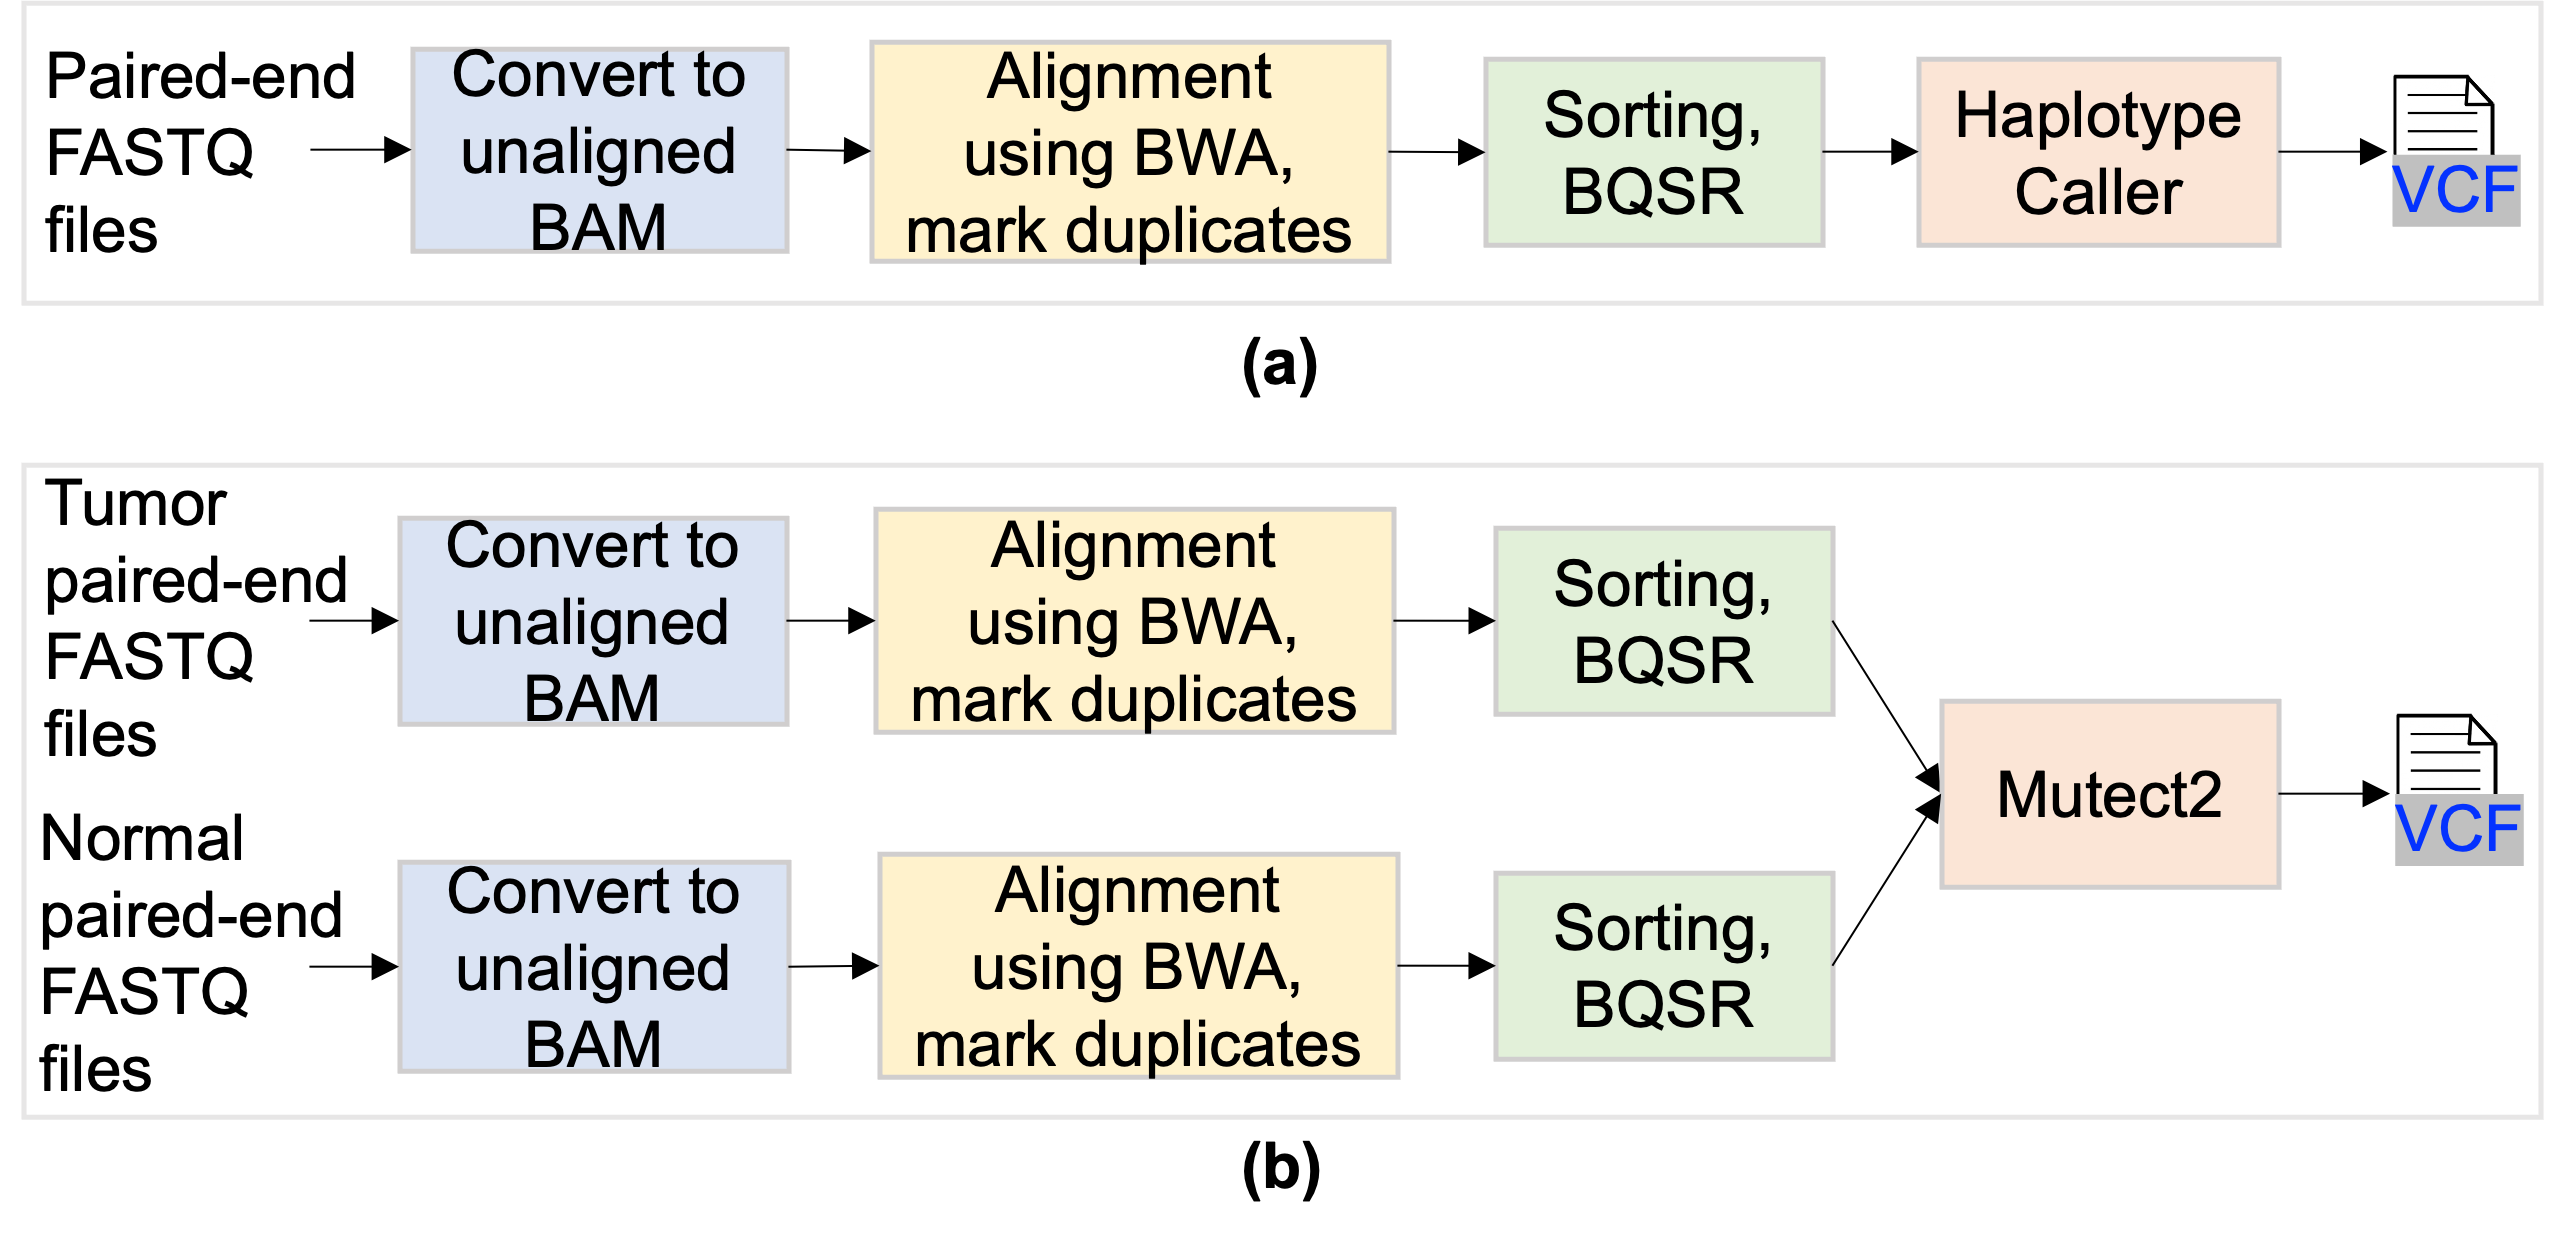 Paired-end
FASTQ
files
Convert to
unaligned
BAM
Alignment
using BWA,
mark duplicates
Sorting,
BQSR
Haplotype
Caller
VCF
(a)
Tumor
paired-end
FASTQ
files
Convert to
unaligned
BAM
Alignment
using BWA,
mark duplicates
Sorting,
BQSR
Normal
paired-end
FASTQ
files
Convert to
unaligned
BAM
Alignment
using BWA,
mark duplicates
Sorting,
BQSR
Mutect2
VCF
(b)